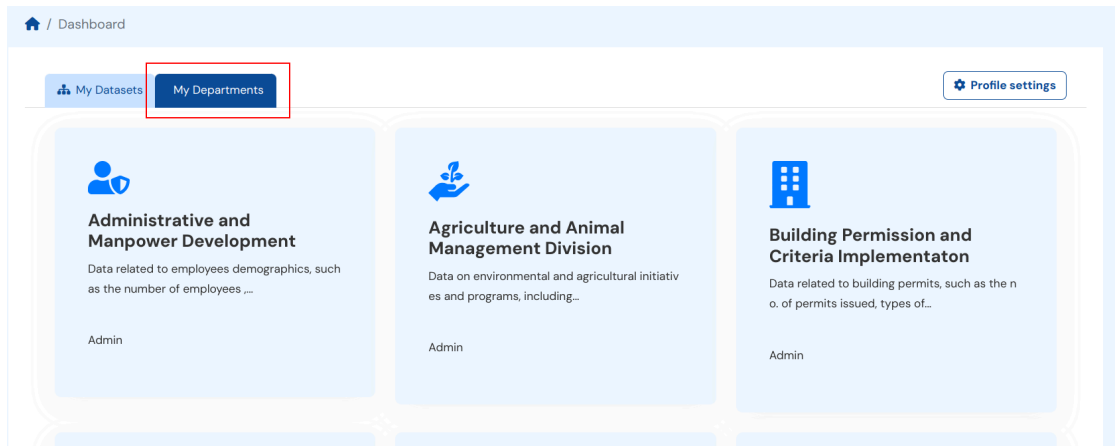 / Dashboard
My Datasets
My Departments
Profile settings
Administrative and
Manpower Development
Data related to employees demographics, such
as the number of employees ,...
Admin
Agriculture and Animal
Management Division
Data on environmental and agricultural initiativ
es and programs, including...
Admin
Building Permission and
Criteria Implementaton
Data related to building permits, such as the n
o. of permits issued, types of...
Admin